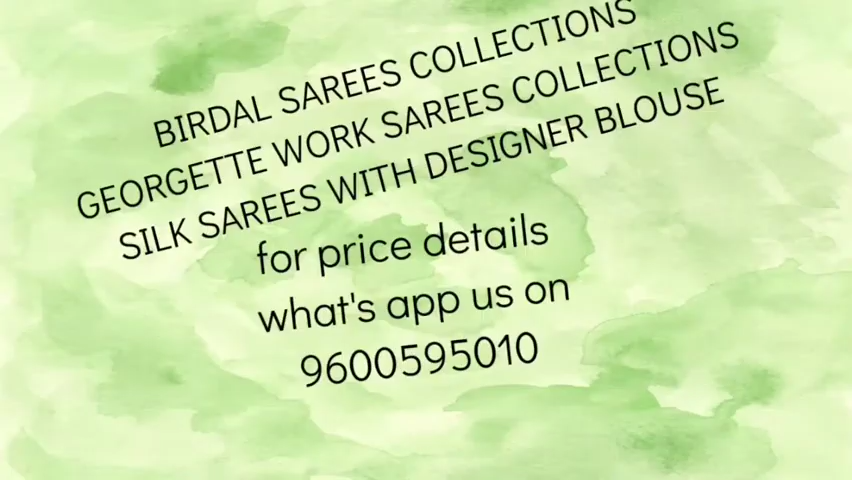 BIRDAL SAREES COLLECTIONS
GEORGETTE WORK SAREES COLLECTIONS
SILK SAREES WITH DESIGNER BLOUSE
for price details
what's app us on
9600595010